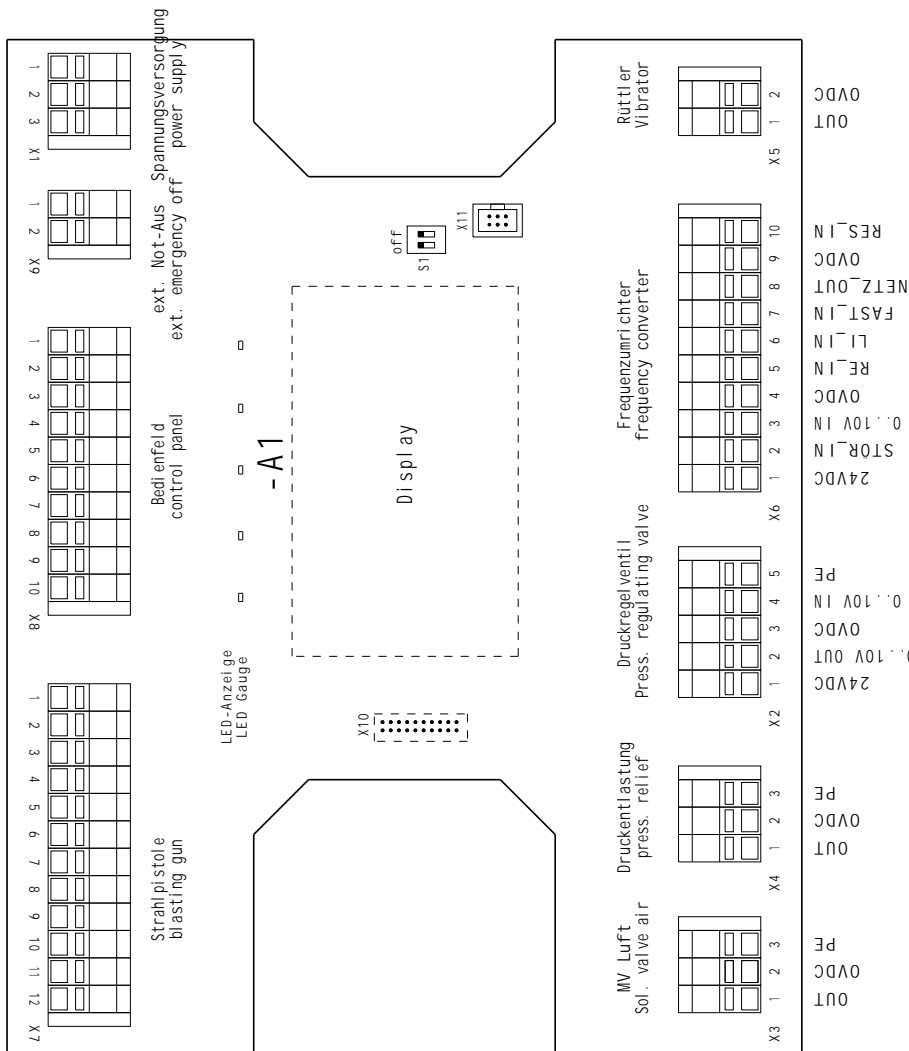 Spannungsversorgung
power supply
1
2
3
X1
ext. Not-Aus
ext. emergency off
1
2
X9
Bedienfeld
control panel
1
2
3
4
5
6
7
8
9
10
X8
Strahlpistole
blasting gun
1
2
3
4
5
6
7
8
9
10
11
12
X7
off
S1
X11
-A1
Display
LED-Anzeige
LED Gauge
X10
Rüttler
Vibrator
2 0VDC
1 OUT
X5
Frequenzumrichter
frequency converter
10 RES_IN
9 0VDC
8 NETZ_OUT
7 FAST_IN
6 LI_IN
5 RE_IN
4 0VDC
3 0..10V IN
2 STÖR_IN
1 24VDC
X6
Druckregelventil
Press. regulating valve
5 PE
4 0..10V IN
3 0VDC
2 0..10V OUT
1 24VDC
X2
Druckentlastung
press. relief
3 PE
2 0VDC
1 OUT
X4
MV Luft
Sol. valve air
3 PE
2 0VDC
1 OUT
X3